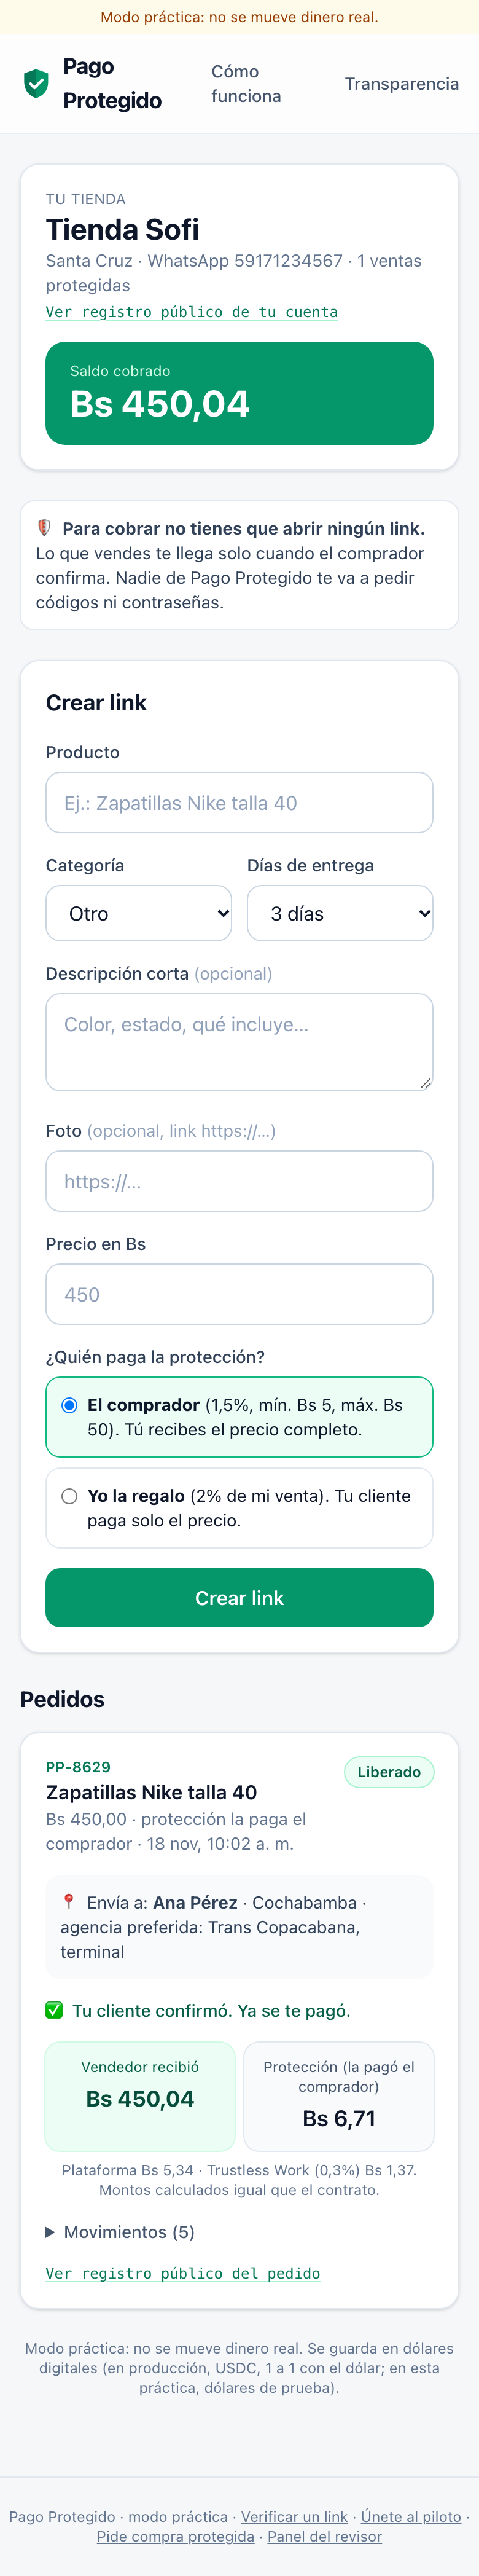 Modo práctica: no se mueve dinero real.
Pago
Protegido
Cómo
funciona
Transparencia
TU TIENDA
Tienda Sofi
Santa Cruz · WhatsApp 59171234567 · 1 ventas
protegidas
Ver registro público de tu cuenta
Saldo cobrado
Bs 450,04
Para cobrar no tienes que abrir ningún link.
Lo que vendes te llega solo cuando el comprador
confirma. Nadie de Pago Protegido te va a pedir
códigos ni contraseñas.
Crear link
Producto
Ej.: Zapatillas Nike talla 40
Categoría
Días de entrega
Otro
3 días
Descripción corta (opcional)
Color, estado, qué incluye…
Foto (opcional, link https://…)
https://…
Precio en Bs
450
¿Quién paga la protección?
El comprador (1,5%, mín. Bs 5, máx. Bs
50). Tú recibes el precio completo.
Yo la regalo (2% de mi venta). Tu cliente
paga solo el precio.
Crear link
Pedidos
PP-8629
Liberado
Zapatillas Nike talla 40
Bs 450,00 · protección la paga el
comprador · 18 nov, 10:02 a. m.
Envía a: Ana Pérez · Cochabamba ·
agencia preferida: Trans Copacabana,
terminal
Tu cliente confirmó. Ya se te pagó.
Vendedor recibió
Bs 450,04
Protección (la pagó el
comprador)
Bs 6,71
Plataforma Bs 5,34 · Trustless Work (0,3%) Bs 1,37.
Montos calculados igual que el contrato.
Movimientos (5)
Ver registro público del pedido
Modo práctica: no se mueve dinero real. Se guarda en dólares
digitales (en producción, USDC, 1 a 1 con el dólar; en esta
práctica, dólares de prueba).
Pago Protegido · modo práctica · Verificar un link · Únete al piloto ·
Pide compra protegida · Panel del revisor